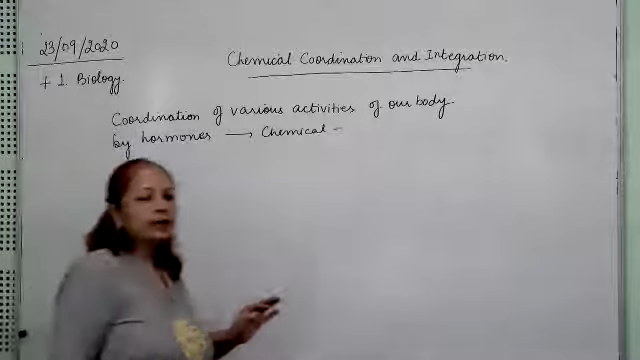 23/09/2020
+1. Biology.
Chemical Coordination and Integration.
Coordination of various activities of our body.
by hormones → Chemical -